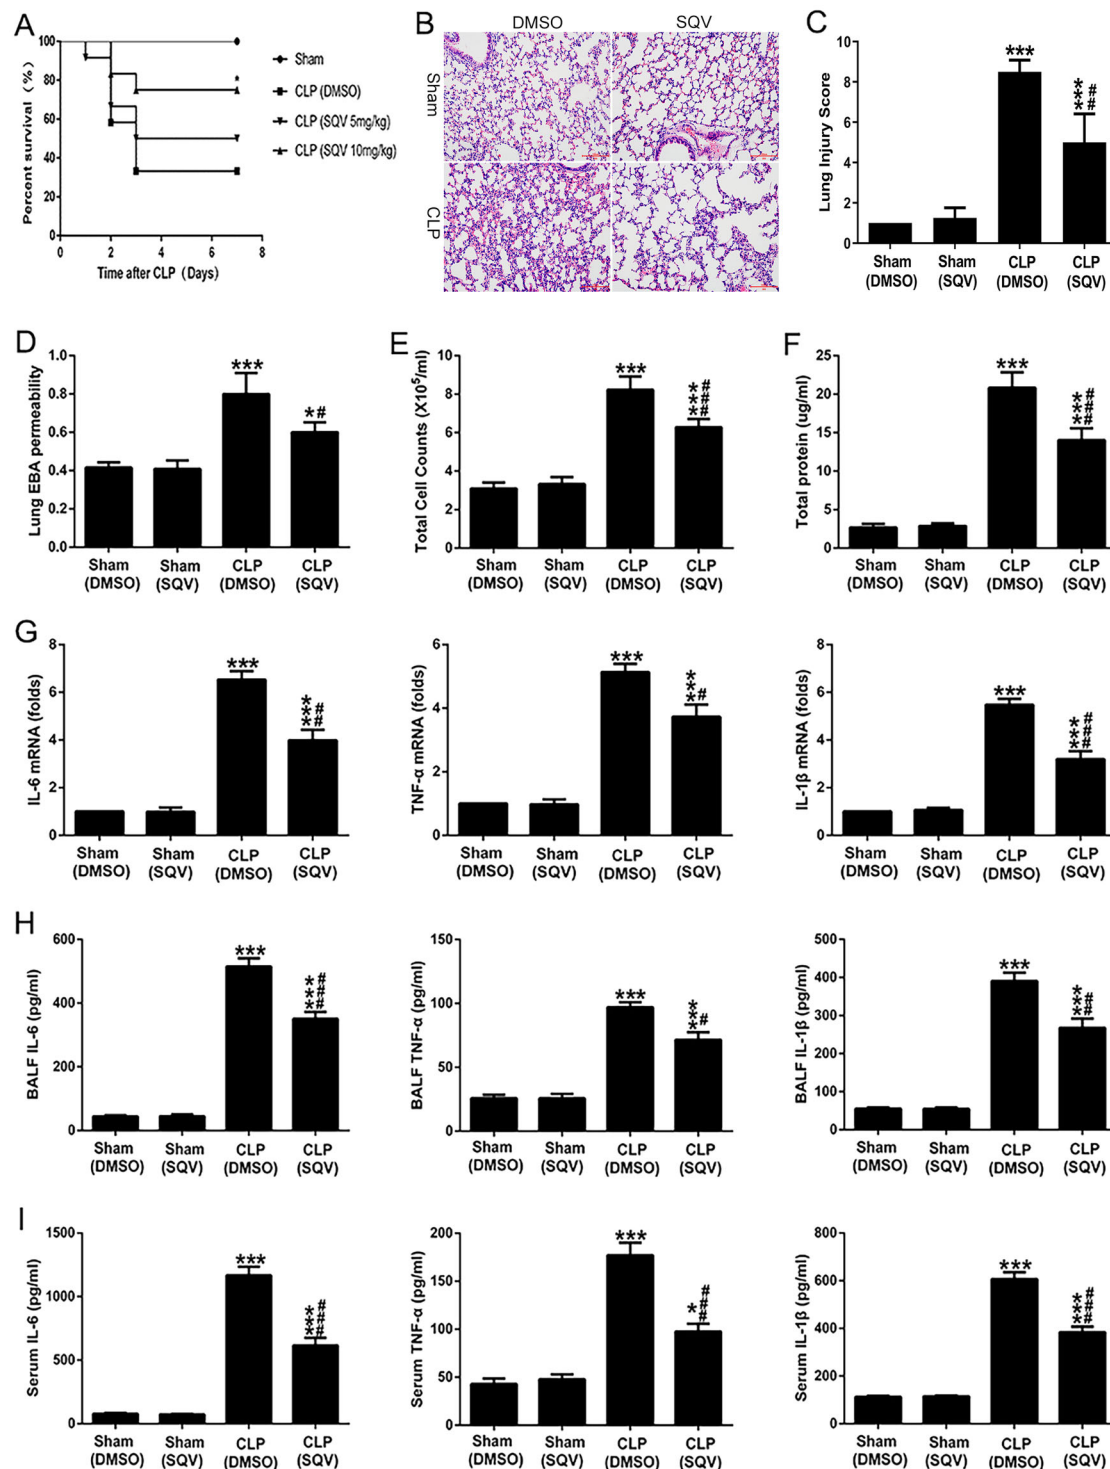 A
Percent survival (%)
100
80
60
40
20
0
0 2 4 6 8
Time after CLP (Days)
*
Sham
CLP (DMSO)
CLP (SQV 5mg/kg)
CLP (SQV 10mg/kg)
B
DMSO SQV
Sham
CLP
C
Lung Injury Score
10
8
6
4
2
0
***
***
##
Sham CLP CLP
Sham
(DMSO) (SQV) (DMSO) (SQV)
D
Lung EBA permeability
1.0
0.8
0.6
0.4
0.2
0.0
***
*#
Sham Sham CLP CLP
(DMSO) (SQV) (DMSO) (SQV)
E
Total Cell Counts (X10⁵/ml)
10
8
6
4
2
0
***
***
###
Sham Sham CLP CLP
(DMSO) (SQV) (DMSO) (SQV)
F
Total protein (ug/ml)
25
20
15
10
5
0
***
***
###
Sham Sham CLP CLP
(DMSO) (SQV) (DMSO) (SQV)
G
IL-6 mRNA (folds)
8
6
4
2
0
***
***
##
Sham Sham CLP CLP
(DMSO) (SQV) (DMSO) (SQV)
TNF-α mRNA (folds)
6
4
2
0
***
***
#
Sham Sham CLP CLP
(DMSO) (SQV) (DMSO) (SQV)
IL-1β mRNA (folds)
8
6
4
2
0
***
***
###
Sham Sham CLP CLP
(DMSO) (SQV) (DMSO) (SQV)
H
BALF IL-6 (pg/ml)
600
400
200
0
***
***
###
Sham Sham CLP CLP
(DMSO) (SQV) (DMSO) (SQV)
BALF TNF-α (pg/ml)
150
100
50
0
***
***
#
Sham Sham CLP CLP
(DMSO) (SQV) (DMSO) (SQV)
BALF IL-1β (pg/ml)
500
400
300
200
100
0
***
***
##
Sham Sham CLP CLP
(DMSO) (SQV) (DMSO) (SQV)
I
Serum IL-6 (pg/ml)
1500
1000
500
0
***
***
###
Sham Sham CLP CLP
(DMSO) (SQV) (DMSO) (SQV)
Serum TNF-α (pg/ml)
200
150
100
50
0
***
*
###
Sham Sham CLP CLP
(DMSO) (SQV) (DMSO) (SQV)
Serum IL-1β (pg/ml)
800
600
400
200
0
***
***
###
Sham Sham CLP CLP
(DMSO) (SQV) (DMSO) (SQV)